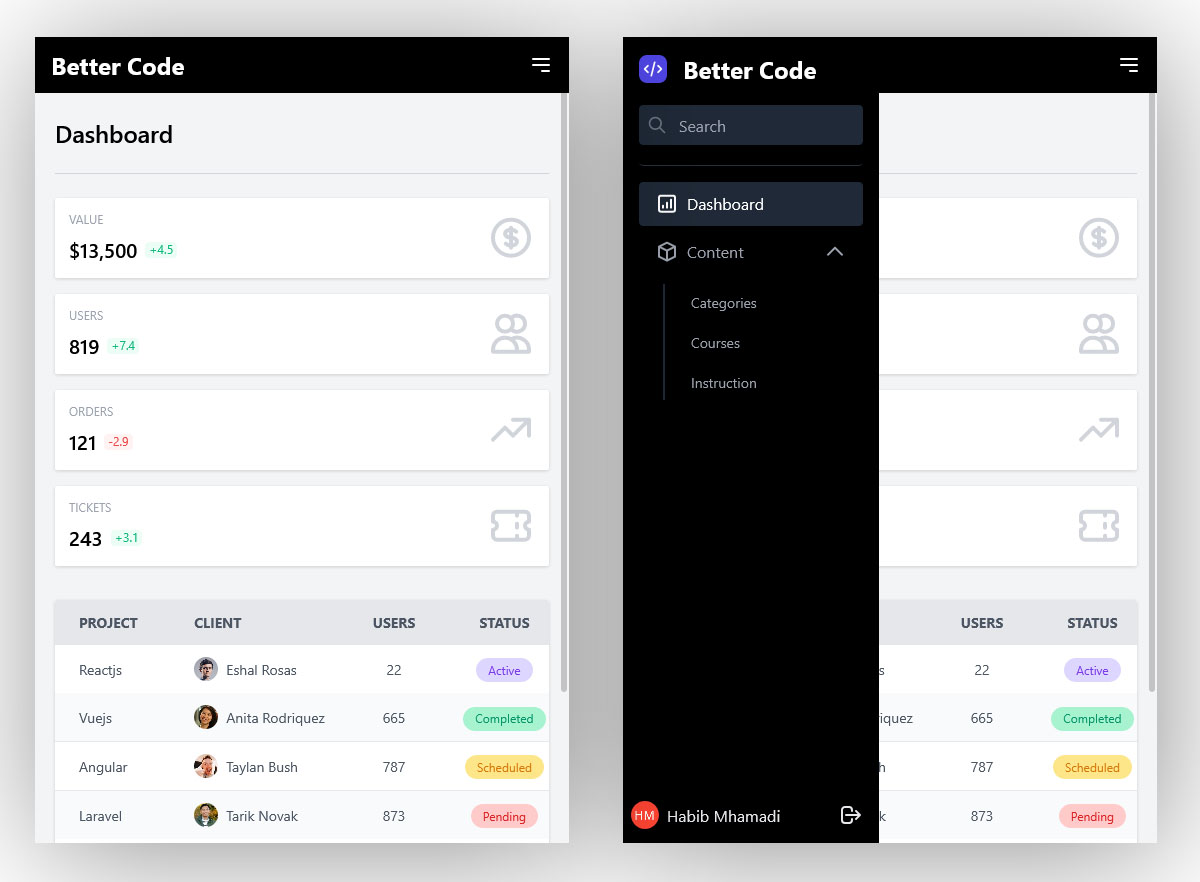 Better Code
Dashboard
VALUE
$13,500 +4.5
USERS
819 +7.4
ORDERS
121 -2.9
TICKETS
243 +3.1
PROJECT CLIENT USERS STATUS
Reactjs Eshal Rosas 22 Active
Vuejs Anita Rodriquez 665 Completed
Angular Taylan Bush 787 Scheduled
Laravel Tarik Novak 873 Pending
</> Better Code
Search
Dashboard
Content
Categories
Courses
Instruction
HM Habib Mhamadi
USERS STATUS
s 22 Active
iquez 665 Completed
h 787 Scheduled
k 873 Pending